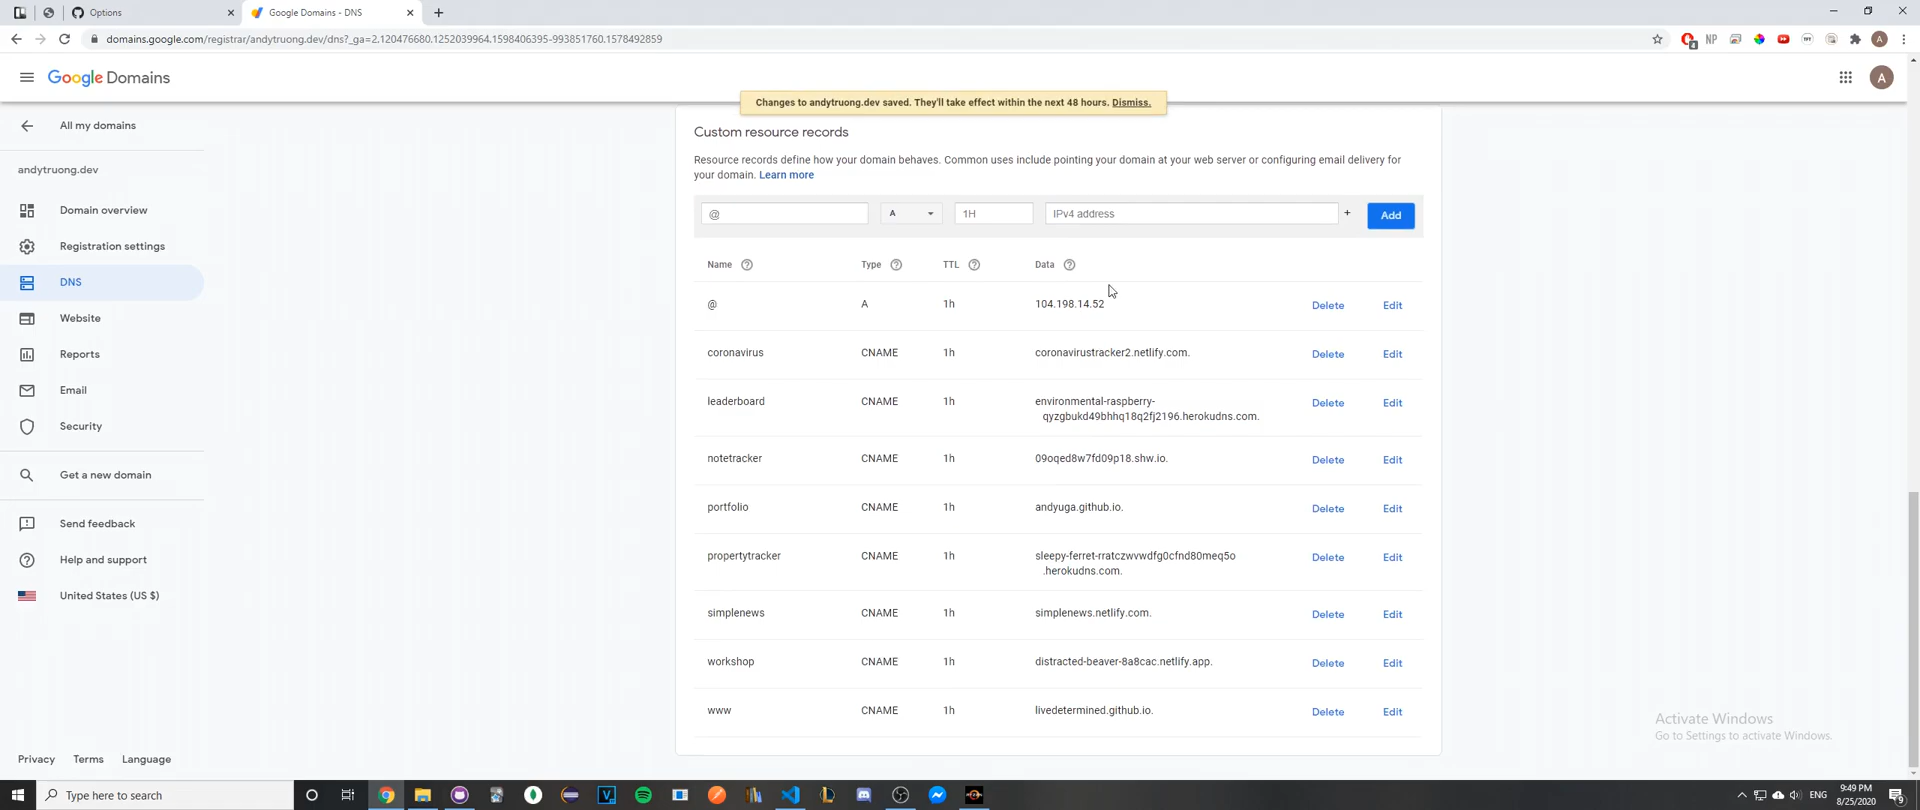 Options
Google Domains - DNS
domains.google.com/registrar/andytruong.dev/dns?_ga=2.120476680.1252039964.1598406395-993851760.1578492859
NP
A
Google Domains
A
Changes to andytruong.dev saved. They'll take effect within the next 48 hours. Dismiss.
All my domains
andytruong.dev
Domain overview
Registration settings
DNS
Website
Reports
Email
Security
Get a new domain
Send feedback
Help and support
United States (US $)
Privacy Terms Language
Custom resource records
Resource records define how your domain behaves. Common uses include pointing your domain at your web server or configuring email delivery for
your domain. Learn more
@ A 1H IPv4 address + Add
Name Type TTL Data
@ A 1h 104.198.14.52 Delete Edit
coronavirus CNAME 1h coronavirustracker2.netlify.com. Delete Edit
leaderboard CNAME 1h environmental-raspberry- Delete Edit
qyzgbukd49bhhq18q2fj2196.herokudns.com.
notetracker CNAME 1h 09oqed8w7fd09p18.shw.io. Delete Edit
portfolio CNAME 1h andyuga.github.io. Delete Edit
propertytracker CNAME 1h sleepy-ferret-rratczwvwdfg0cfnd80meq5o Delete Edit
.herokudns.com.
simplenews CNAME 1h simplenews.netlify.com. Delete Edit
workshop CNAME 1h distracted-beaver-8a8cac.netlify.app. Delete Edit
www CNAME 1h livedetermined.github.io. Delete Edit
Activate Windows
Go to Settings to activate Windows.
Type here to search
ENG
9:49 PM
8/25/2020